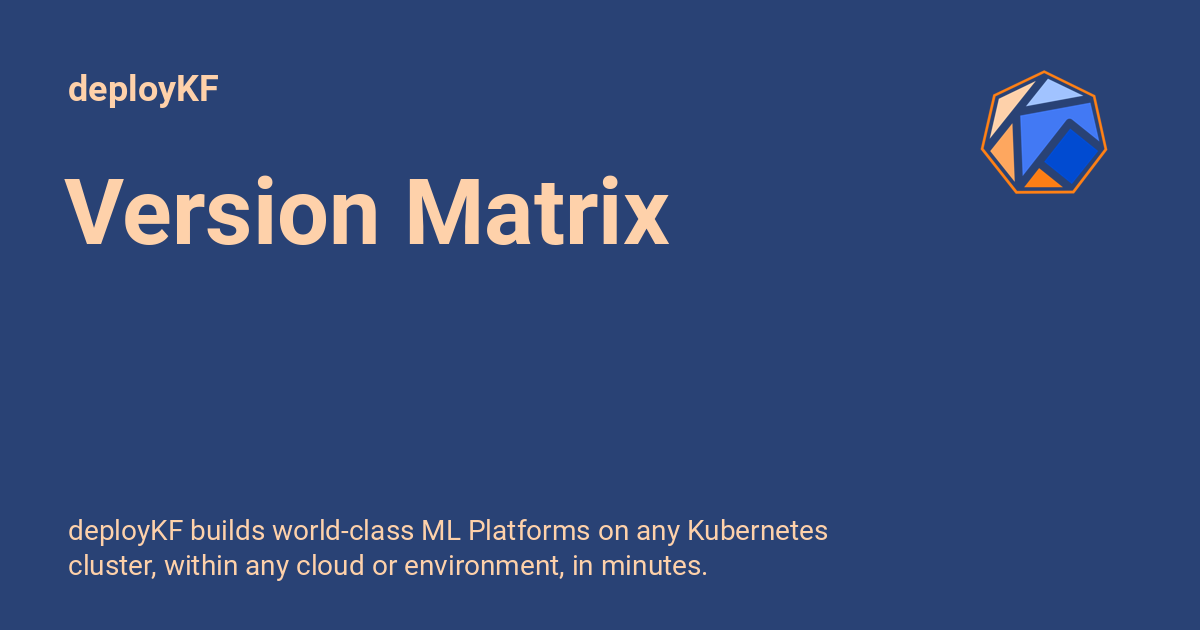 deployKF
Version Matrix
deployKF builds world-class ML Platforms on any Kubernetes
cluster, within any cloud or environment, in minutes.